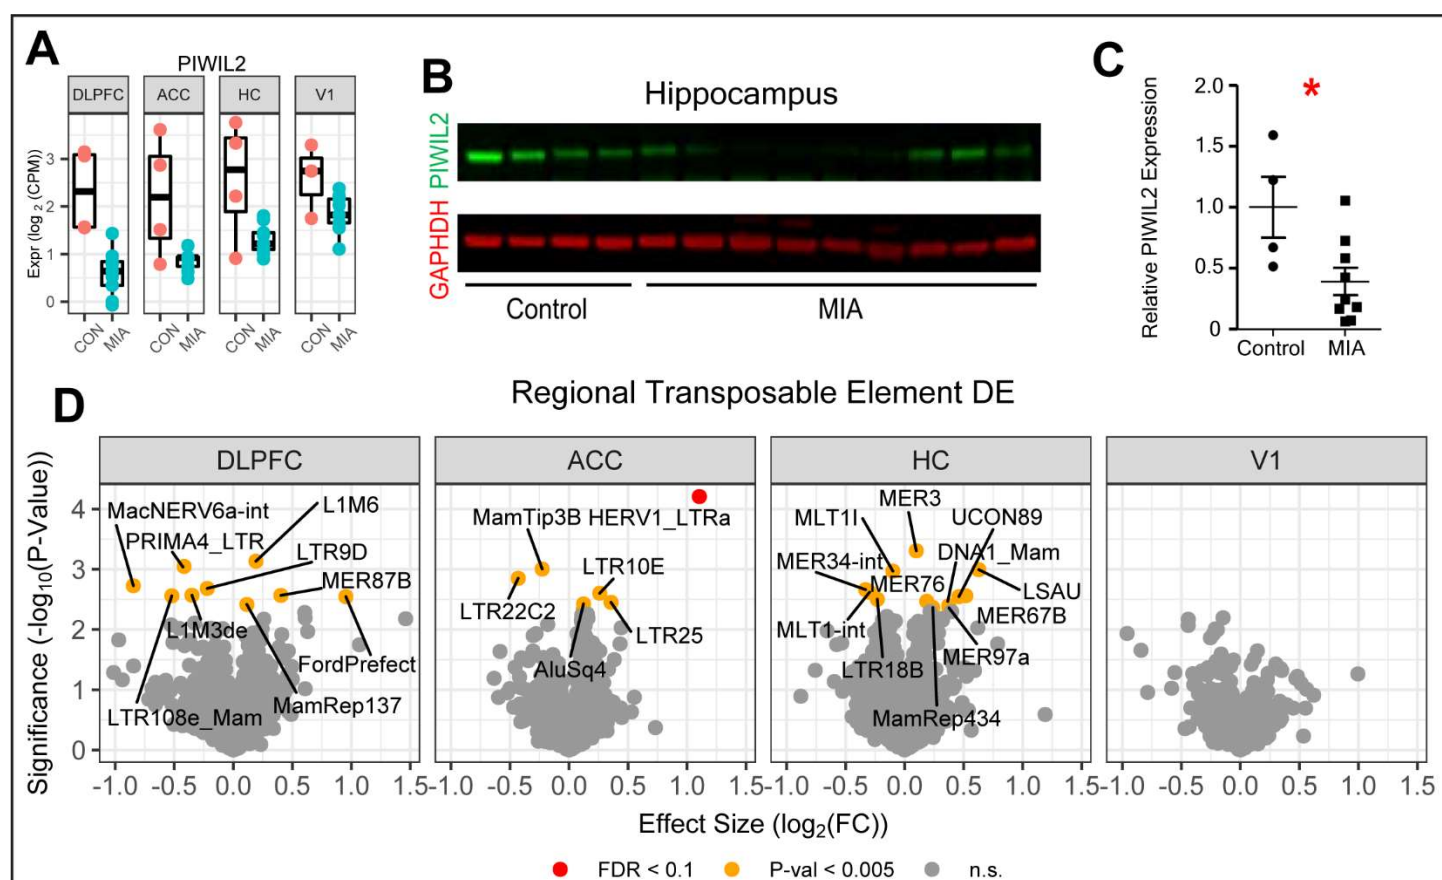 A
PIWIL2
DLPFC
ACC
HC
V1
Expr (log 2 (CPM))
3
2
1
0
CON
MIA
CON
MIA
CON
MIA
CON
MIA
B
Hippocampus
PIWIL2
GAPHDH
Control
MIA
C
*
Relative PIWIL2 Expression
2.0
1.5
1.0
0.5
0
Control
MIA
D
Regional Transposable Element DE
DLPFC
ACC
HC
V1
Significance (-log10(P-Value))
4
3
2
1
0
MacNERV6a-int
L1M6
PRIMA4_LTR
LTR9D
MER87B
L1M3de
FordPrefect
MamRep137
LTR108e_Mam
MamTip3B
HERV1_LTRa
LTR10E
LTR22C2
LTR25
AluSq4
MER3
MLT1I
UCON89
MER34-int
DNA1_Mam
MER76
LSAU
MER67B
MLT1-int
MER97a
LTR18B
MamRep434
-1.0 -0.5 0.0 0.5 1.0 1.5
-1.0 -0.5 0.0 0.5 1.0 1.5
-1.0 -0.5 0.0 0.5 1.0 1.5
-1.0 -0.5 0.0 0.5 1.0 1.5
Effect Size (log2(FC))
FDR < 0.1
P-val < 0.005
n.s.